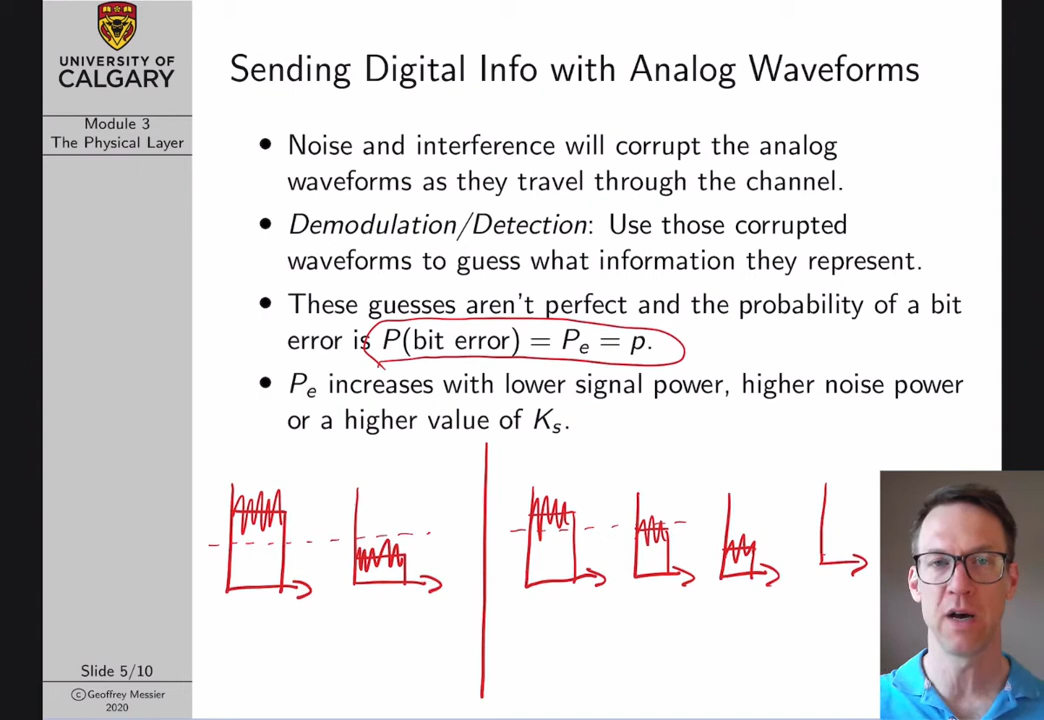 UNIVERSITY OF
CALGARY
Module 3
The Physical Layer
Sending Digital Info with Analog Waveforms
• Noise and interference will corrupt the analog
waveforms as they travel through the channel.
• Demodulation/Detection: Use those corrupted
waveforms to guess what information they represent.
• These guesses aren't perfect and the probability of a bit
error is P(bit error) = Pₑ = p.
• Pₑ increases with lower signal power, higher noise power
or a higher value of Kₛ.
Slide 5/10
©Geoffrey Messier
2020